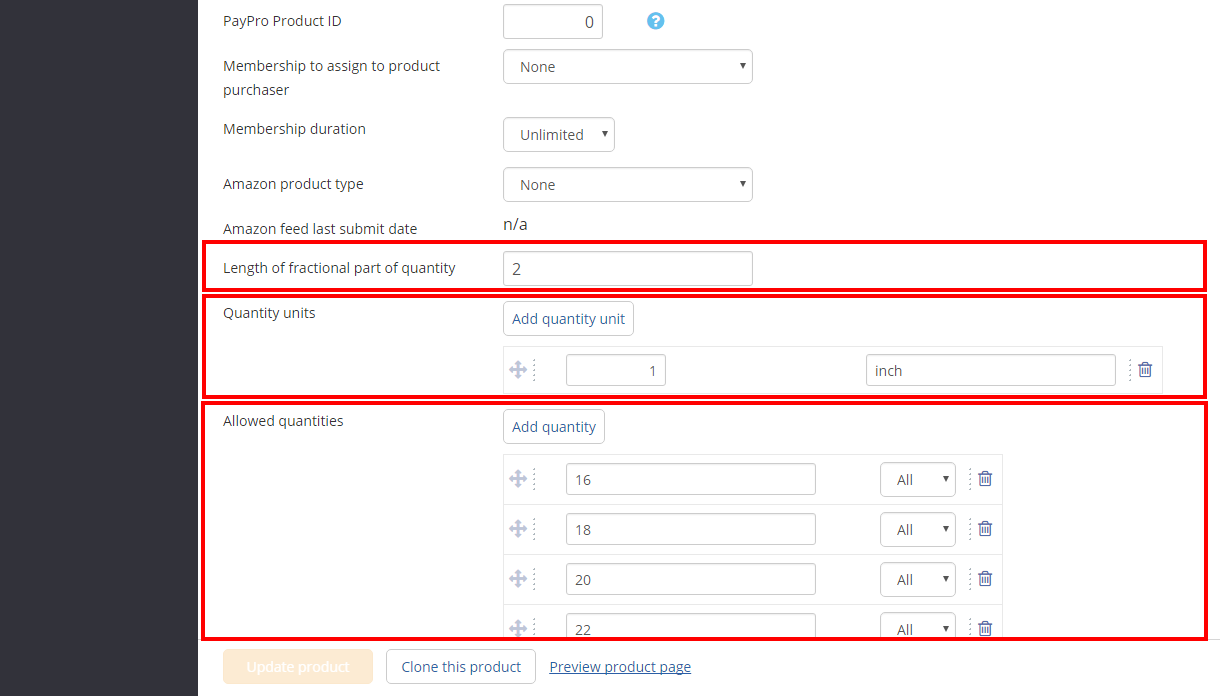 PayPro Product ID 0 ?
Membership to assign to product
purchaser
None
Membership duration Unlimited
Amazon product type None
Amazon feed last submit date n/a
Length of fractional part of quantity 2
Quantity units Add quantity unit
1 inch
Allowed quantities Add quantity
16 All
18 All
20 All
22 All
Update product Clone this product Preview product page